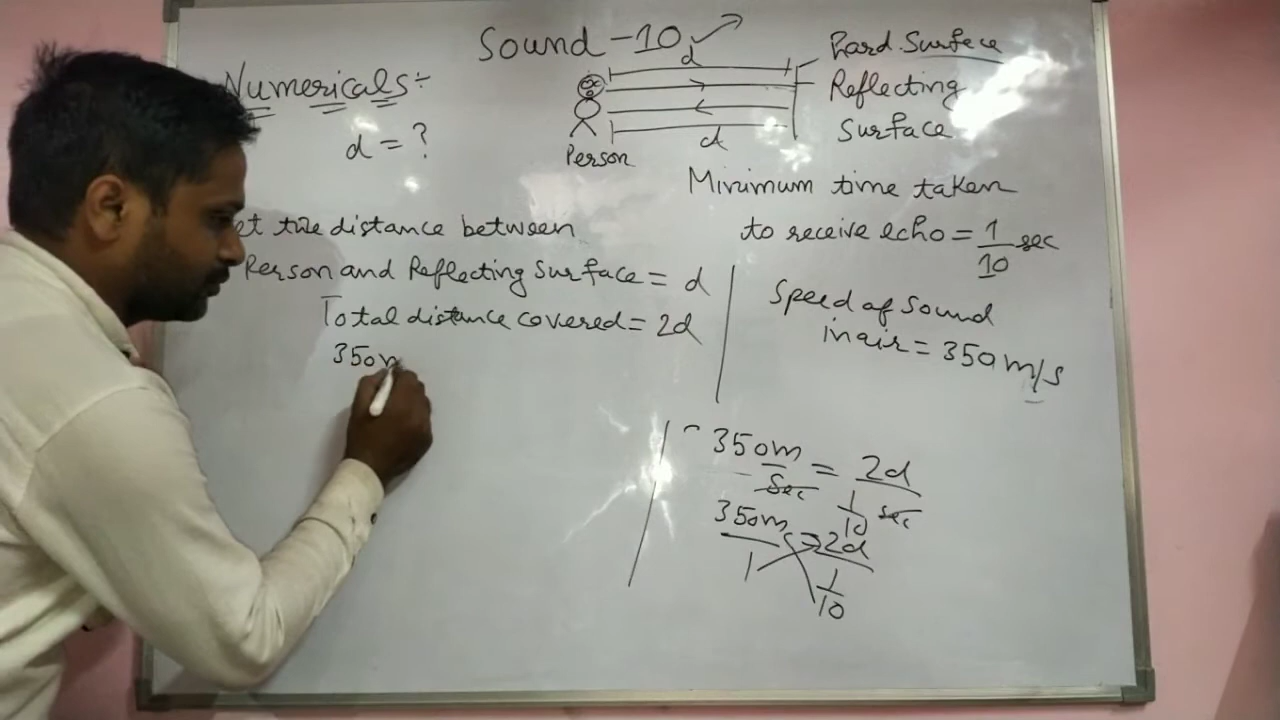 Sound - 10
Numericals:-
d = ?
d
d
Person
Hard Surface
Reflecting
Surface
Minimum time taken
to receive echo = 1/10 sec
Speed of Sound
in air = 350 m/s
et the distance between
Person and Reflecting Surface = d
Total distance covered = 2d
350m
350m/Sec = 2d/1/10 sec
350m/1 = 2d/1/10